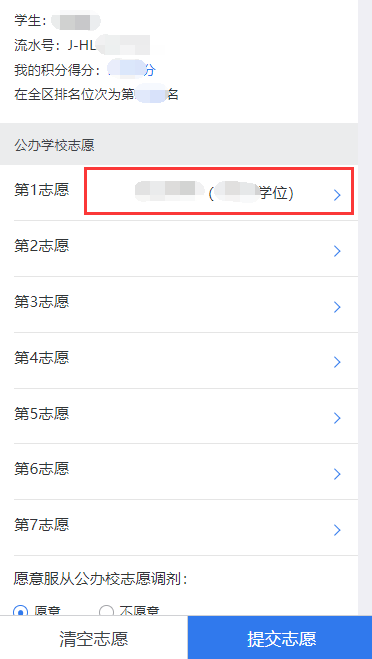 学生：
流水号：J-HL
我的积分得分： 分
在全区排名位次为第 名
公办学校志愿
第1志愿 ( 学位)
第2志愿
第3志愿
第4志愿
第5志愿
第6志愿
第7志愿
愿意服从公办校志愿调剂：
愿意 不愿意
清空志愿 提交志愿